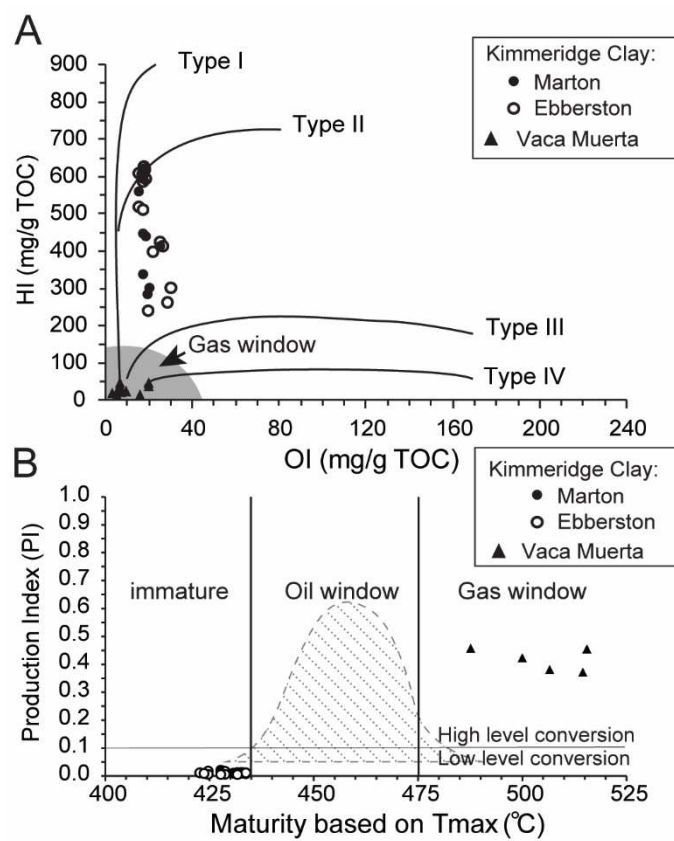 A
HI (mg/g TOC)
900
800
700
600
500
400
300
200
100
0
Type I
Type II
Type III
Type IV
Gas window
Kimmeridge Clay:
Marton
Ebberston
Vaca Muerta
0 40 80 120 160 200 240
OI (mg/g TOC)
B
Production Index (PI)
1.0
0.9
0.8
0.7
0.6
0.5
0.4
0.3
0.2
0.1
0.0
Kimmeridge Clay:
Marton
Ebberston
Vaca Muerta
immature Oil window Gas window
High level conversion
Low level conversion
400 425 450 475 500 525
Maturity based on Tmax (°C)